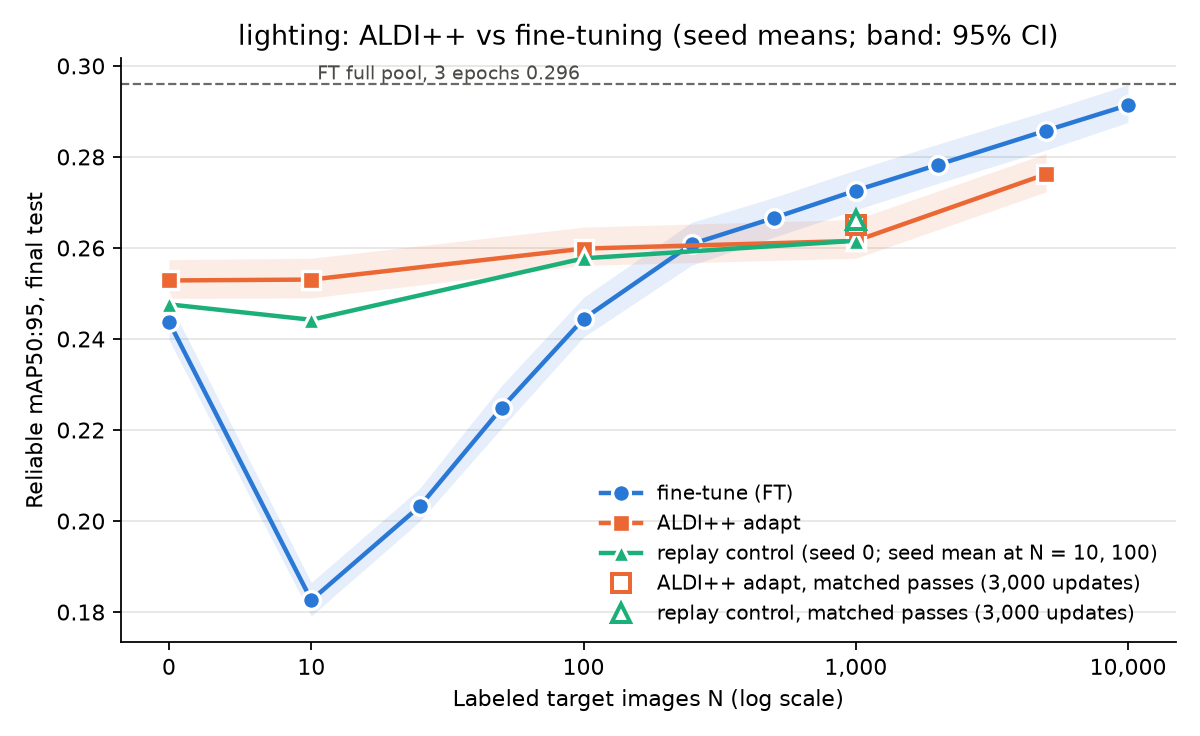 lighting: ALDI++ vs fine-tuning (seed means; band: 95% CI)
FT full pool, 3 epochs 0.296
Reliable mAP50:95, final test
0.30
0.28
0.26
0.24
0.22
0.20
0.18
fine-tune (FT)
ALDI++ adapt
replay control (seed 0; seed mean at N = 10, 100)
ALDI++ adapt, matched passes (3,000 updates)
replay control, matched passes (3,000 updates)
0 10 100 1,000 10,000
Labeled target images N (log scale)